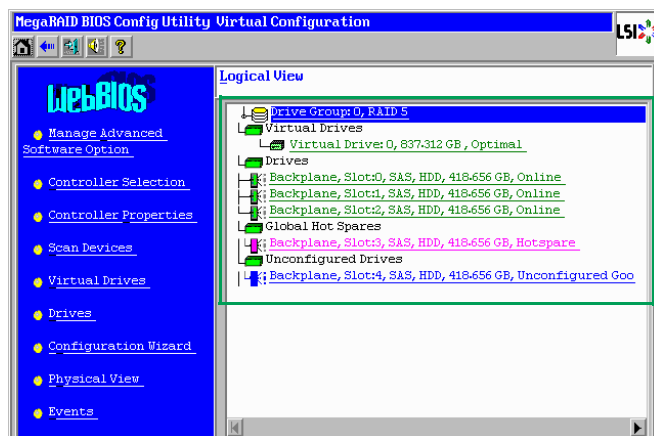 MegaRAID BIOS Config Utility Virtual Configuration
LSI
WebBIOS
Manage Advanced
Software Option
Controller Selection
Controller Properties
Scan Devices
Virtual Drives
Drives
Configuration Wizard
Physical View
Events
Logical View
Drive Group: 0, RAID 5
Virtual Drives
Virtual Drive: 0, 837.312 GB , Optimal
Drives
Backplane, Slot:0, SAS, HDD, 418.656 GB, Online
Backplane, Slot:1, SAS, HDD, 418.656 GB, Online
Backplane, Slot:2, SAS, HDD, 418.656 GB, Online
Global Hot Spares
Backplane, Slot:3, SAS, HDD, 418.656 GB, Hotspare
Unconfigured Drives
Backplane, Slot:4, SAS, HDD, 418.656 GB, Unconfigured Goo